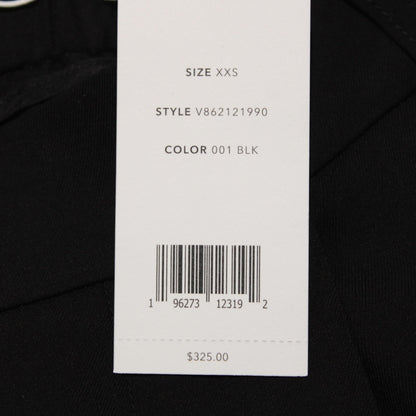 SIZE XXS
STYLE V862121990
COLOR 001 BLK
1 96273 12319 2
$325.00